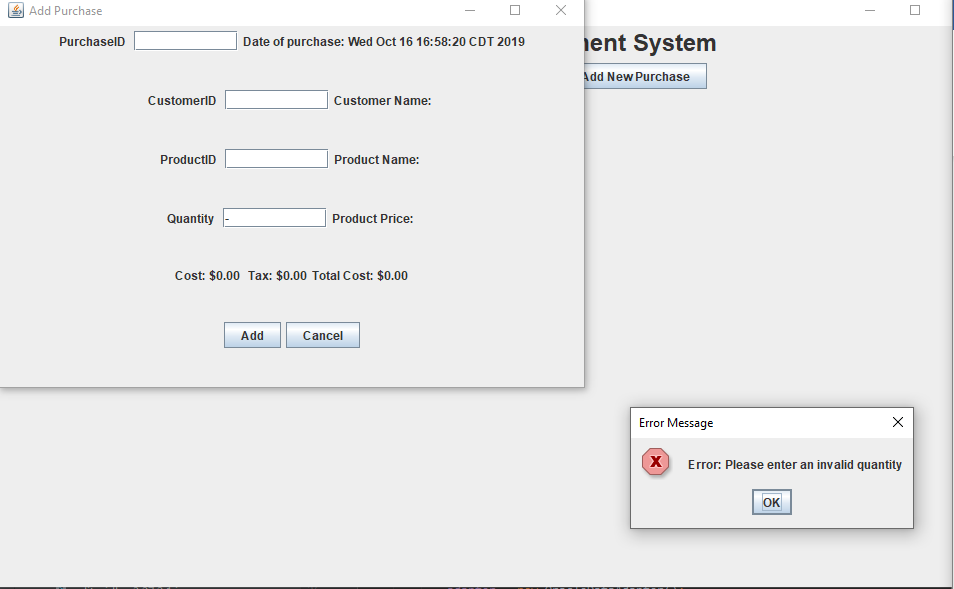 Add Purchase
PurchaseID Date of purchase: Wed Oct 16 16:58:20 CDT 2019
ent System
Add New Purchase
CustomerID Customer Name:
ProductID Product Name:
Quantity - Product Price:
Cost: $0.00 Tax: $0.00 Total Cost: $0.00
Add Cancel
Error Message
Error: Please enter an invalid quantity
OK